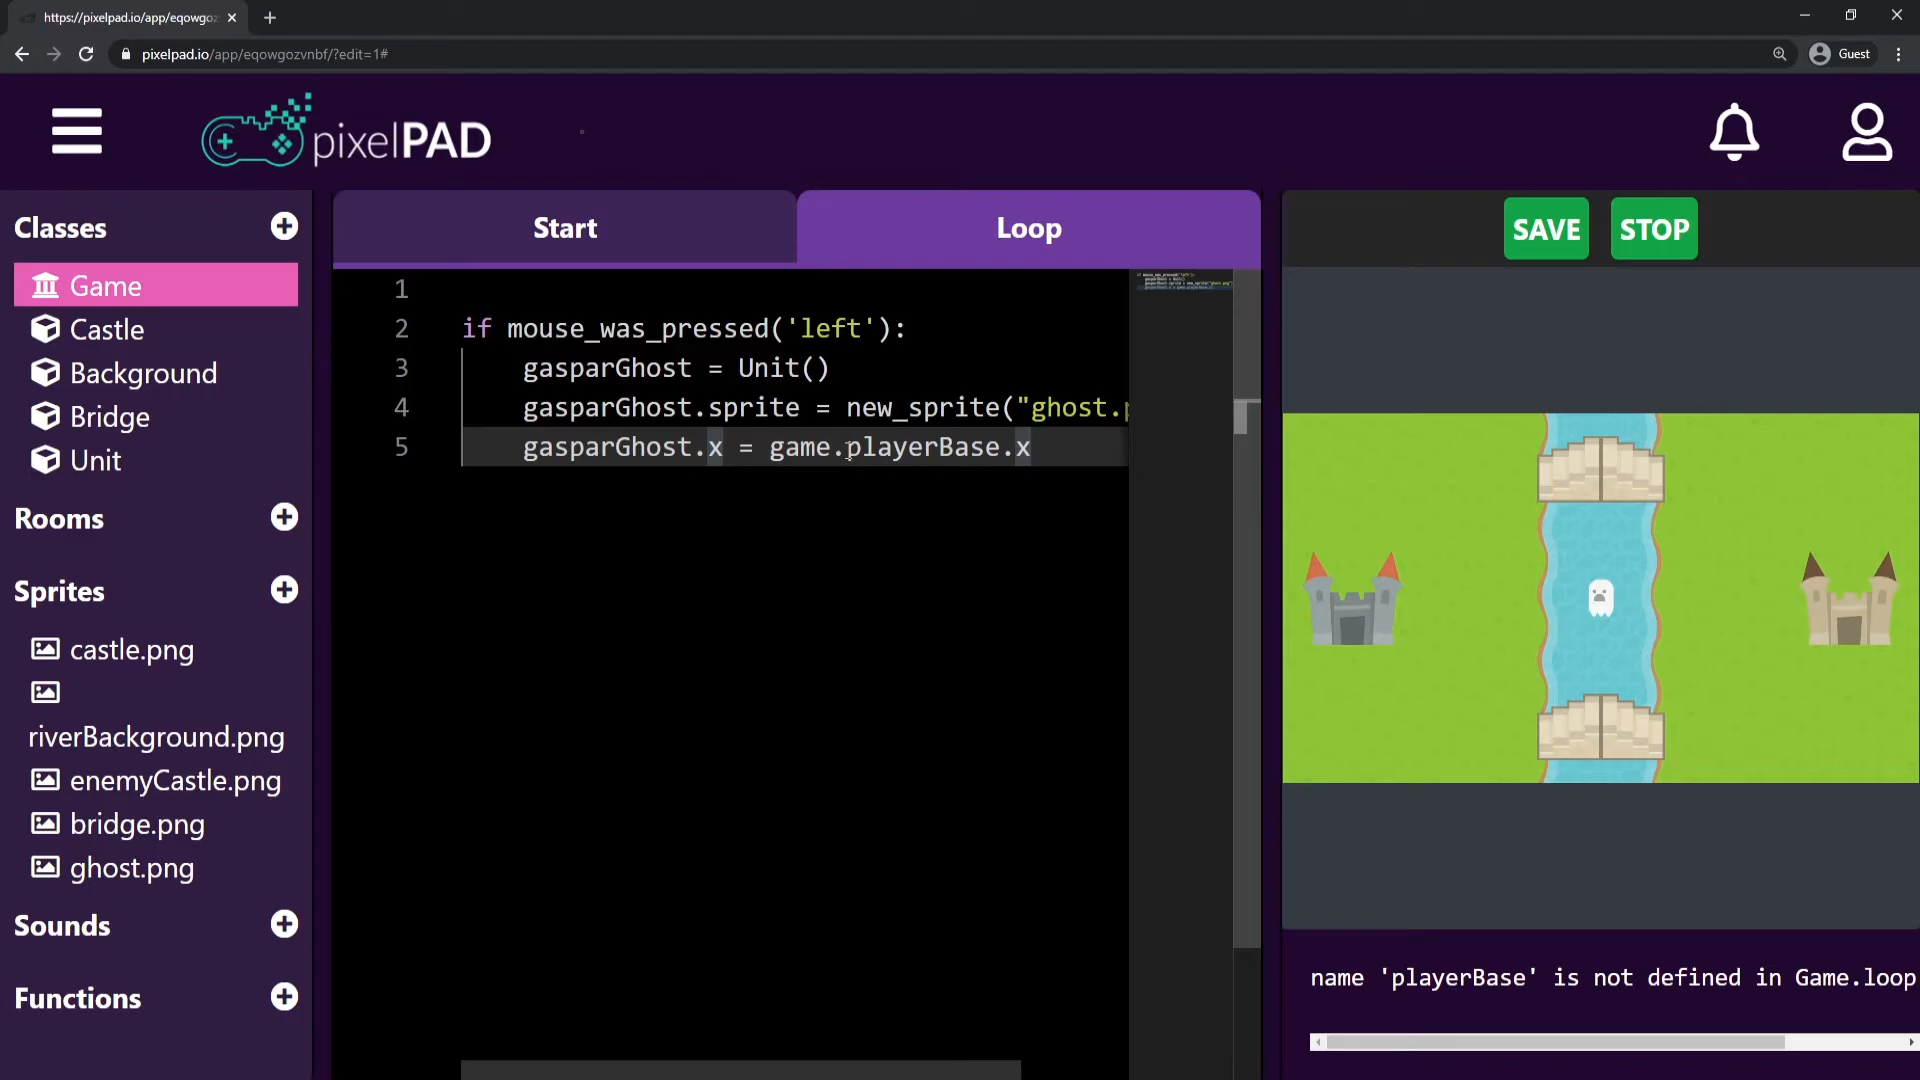 https://pixelpad.io/app/eqowgoz
pixelpad.io/app/eqowgozvnbf/?edit=1#
Guest
pixelPAD
Classes
Game
Castle
Background
Bridge
Unit
Rooms
Sprites
castle.png
riverBackground.png
enemyCastle.png
bridge.png
ghost.png
Sounds
Functions
Start
Loop
1
2 if mouse_was_pressed('left'):
3 gasparGhost = Unit()
4 gasparGhost.sprite = new_sprite("ghost.p
5 gasparGhost.x = game.playerBase.x
SAVE
STOP
name 'playerBase' is not defined in Game.loop